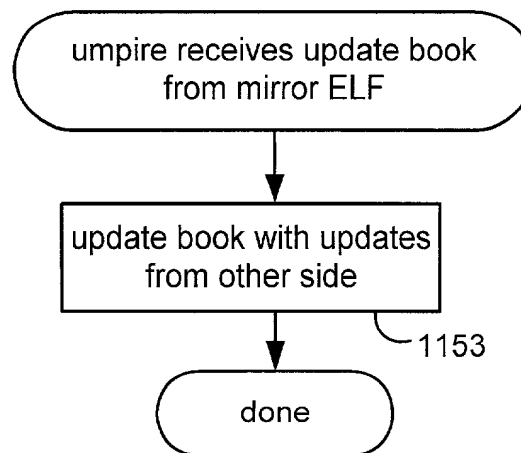 umpire receives update book
from mirror ELF
update book with updates
from other side
1153
done